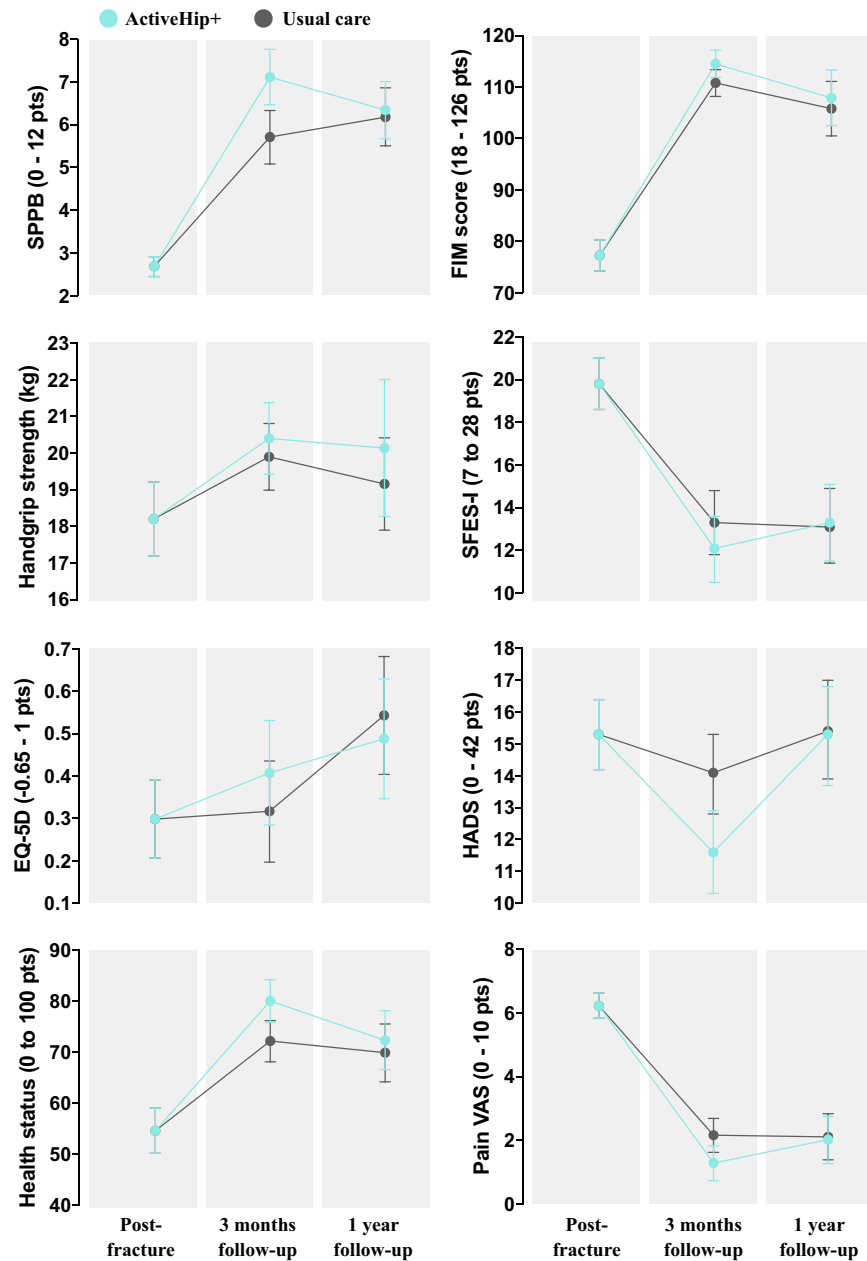 ActiveHip+ Usual care
SPPB (0 - 12 pts)
8
7
6
5
4
3
2
FIM score (18 - 126 pts)
120
110
100
90
80
70
Handgrip strength (kg)
23
22
21
20
19
18
17
16
SFES-I (7 to 28 pts)
22
20
18
16
14
12
10
EQ-5D (-0.65 - 1 pts)
0.7
0.6
0.5
0.4
0.3
0.2
0.1
HADS (0 - 42 pts)
18
17
16
15
14
13
12
11
10
Health status (0 to 100 pts)
90
80
70
60
50
40
Pain VAS (0 - 10 pts)
8
6
4
2
0
Post-
fracture
3 months
follow-up
1 year
follow-up
Post-
fracture
3 months
follow-up
1 year
follow-up